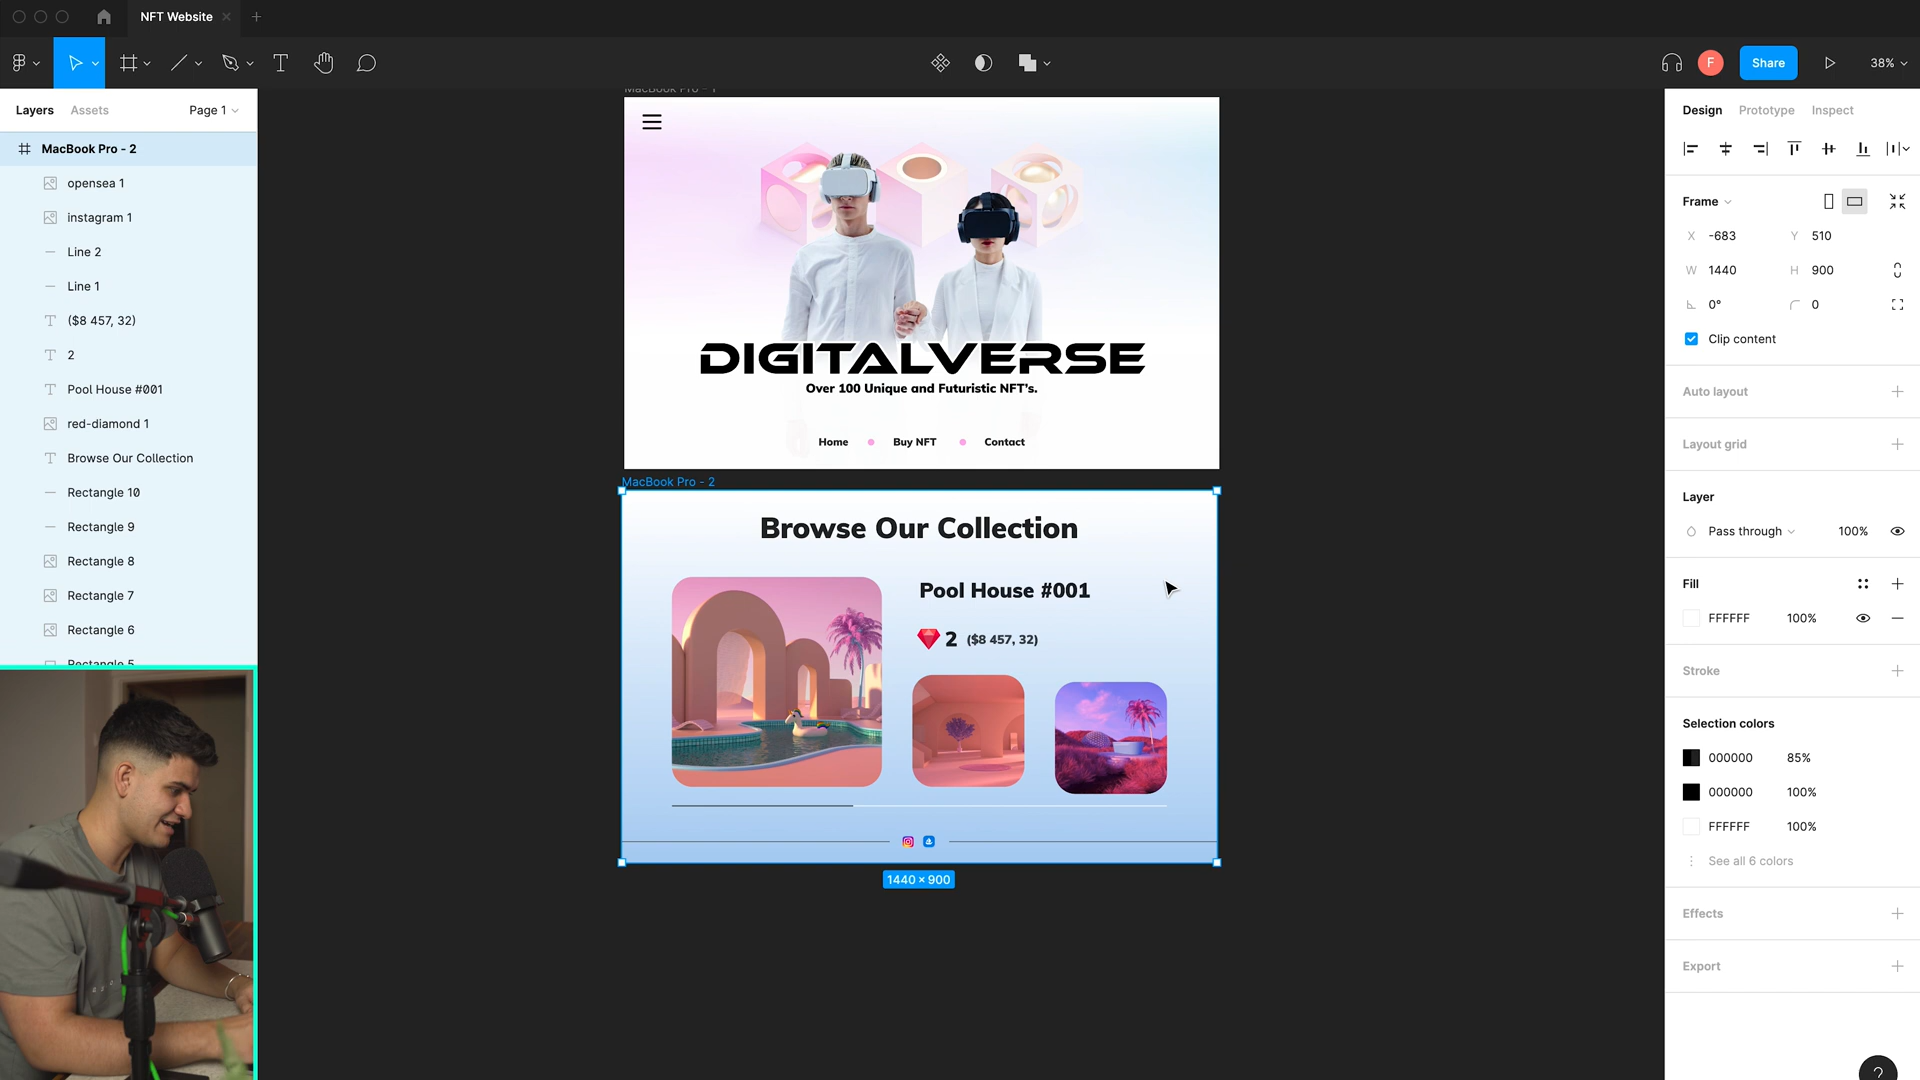 NFT Website
Share
38%
Layers
Assets
Page 1
MacBook Pro - 2
opensea 1
instagram 1
Line 2
Line 1
($8 457, 32)
2
Pool House #001
red-diamond 1
Browse Our Collection
Rectangle 10
Rectangle 9
Rectangle 8
Rectangle 7
Rectangle 6
Rectangle 5
MacBook Pro - 1
DIGITALVERSE
Over 100 Unique and Futuristic NFT's.
Home
Buy NFT
Contact
MacBook Pro - 2
Browse Our Collection
Pool House #001
2 ($8 457, 32)
1440 × 900
Design
Prototype
Inspect
Frame
X -683
Y 510
W 1440
H 900
0°
0
Clip content
Auto layout
Layout grid
Layer
Pass through
100%
Fill
FFFFFF 100%
Stroke
Selection colors
000000 85%
000000 100%
FFFFFF 100%
See all 6 colors
Effects
Export
F
?